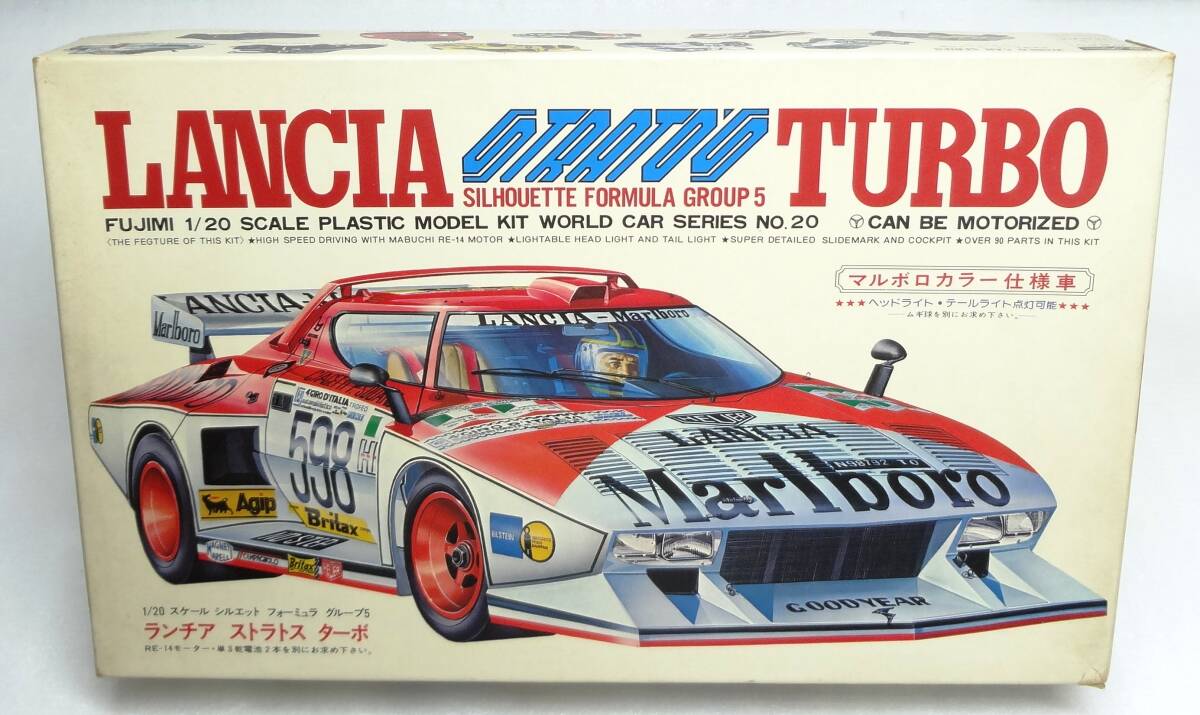 LANCIA STRATOS TURBO
SILHOUETTE FORMULA GROUP 5
FUJIMI 1/20 SCALE PLASTIC MODEL KIT WORLD CAR SERIES NO.20 CAN BE MOTORIZED
〈THE FEGTURE OF THIS KIT〉★HIGH SPEED DRIVING WITH MABUCHI RE-14 MOTOR ★LIGHTABLE HEAD LIGHT AND TAIL LIGHT ★SUPER DETAILED SLIDEMARK AND COCKPIT ★OVER 90 PARTS IN THIS KIT
マルボロカラー仕様車
★★★ヘッドライト・テールライト点灯可能★★★
ムギ球を別にお求め下さい。
LANCIA
Marlboro
LANCIA-Marlboro
4°GIRO D'ITALIA
TROFEO
598
Agip
Britax
BILSTEIN
Britax
LANCIA
Marlboro
N98792 TO
GOODYEAR
1/20 スケール シルエット フォーミュラ グループ5
ランチア ストラトス ターボ
RE-14モーター・単3乾電池2本を別にお求め下さい。